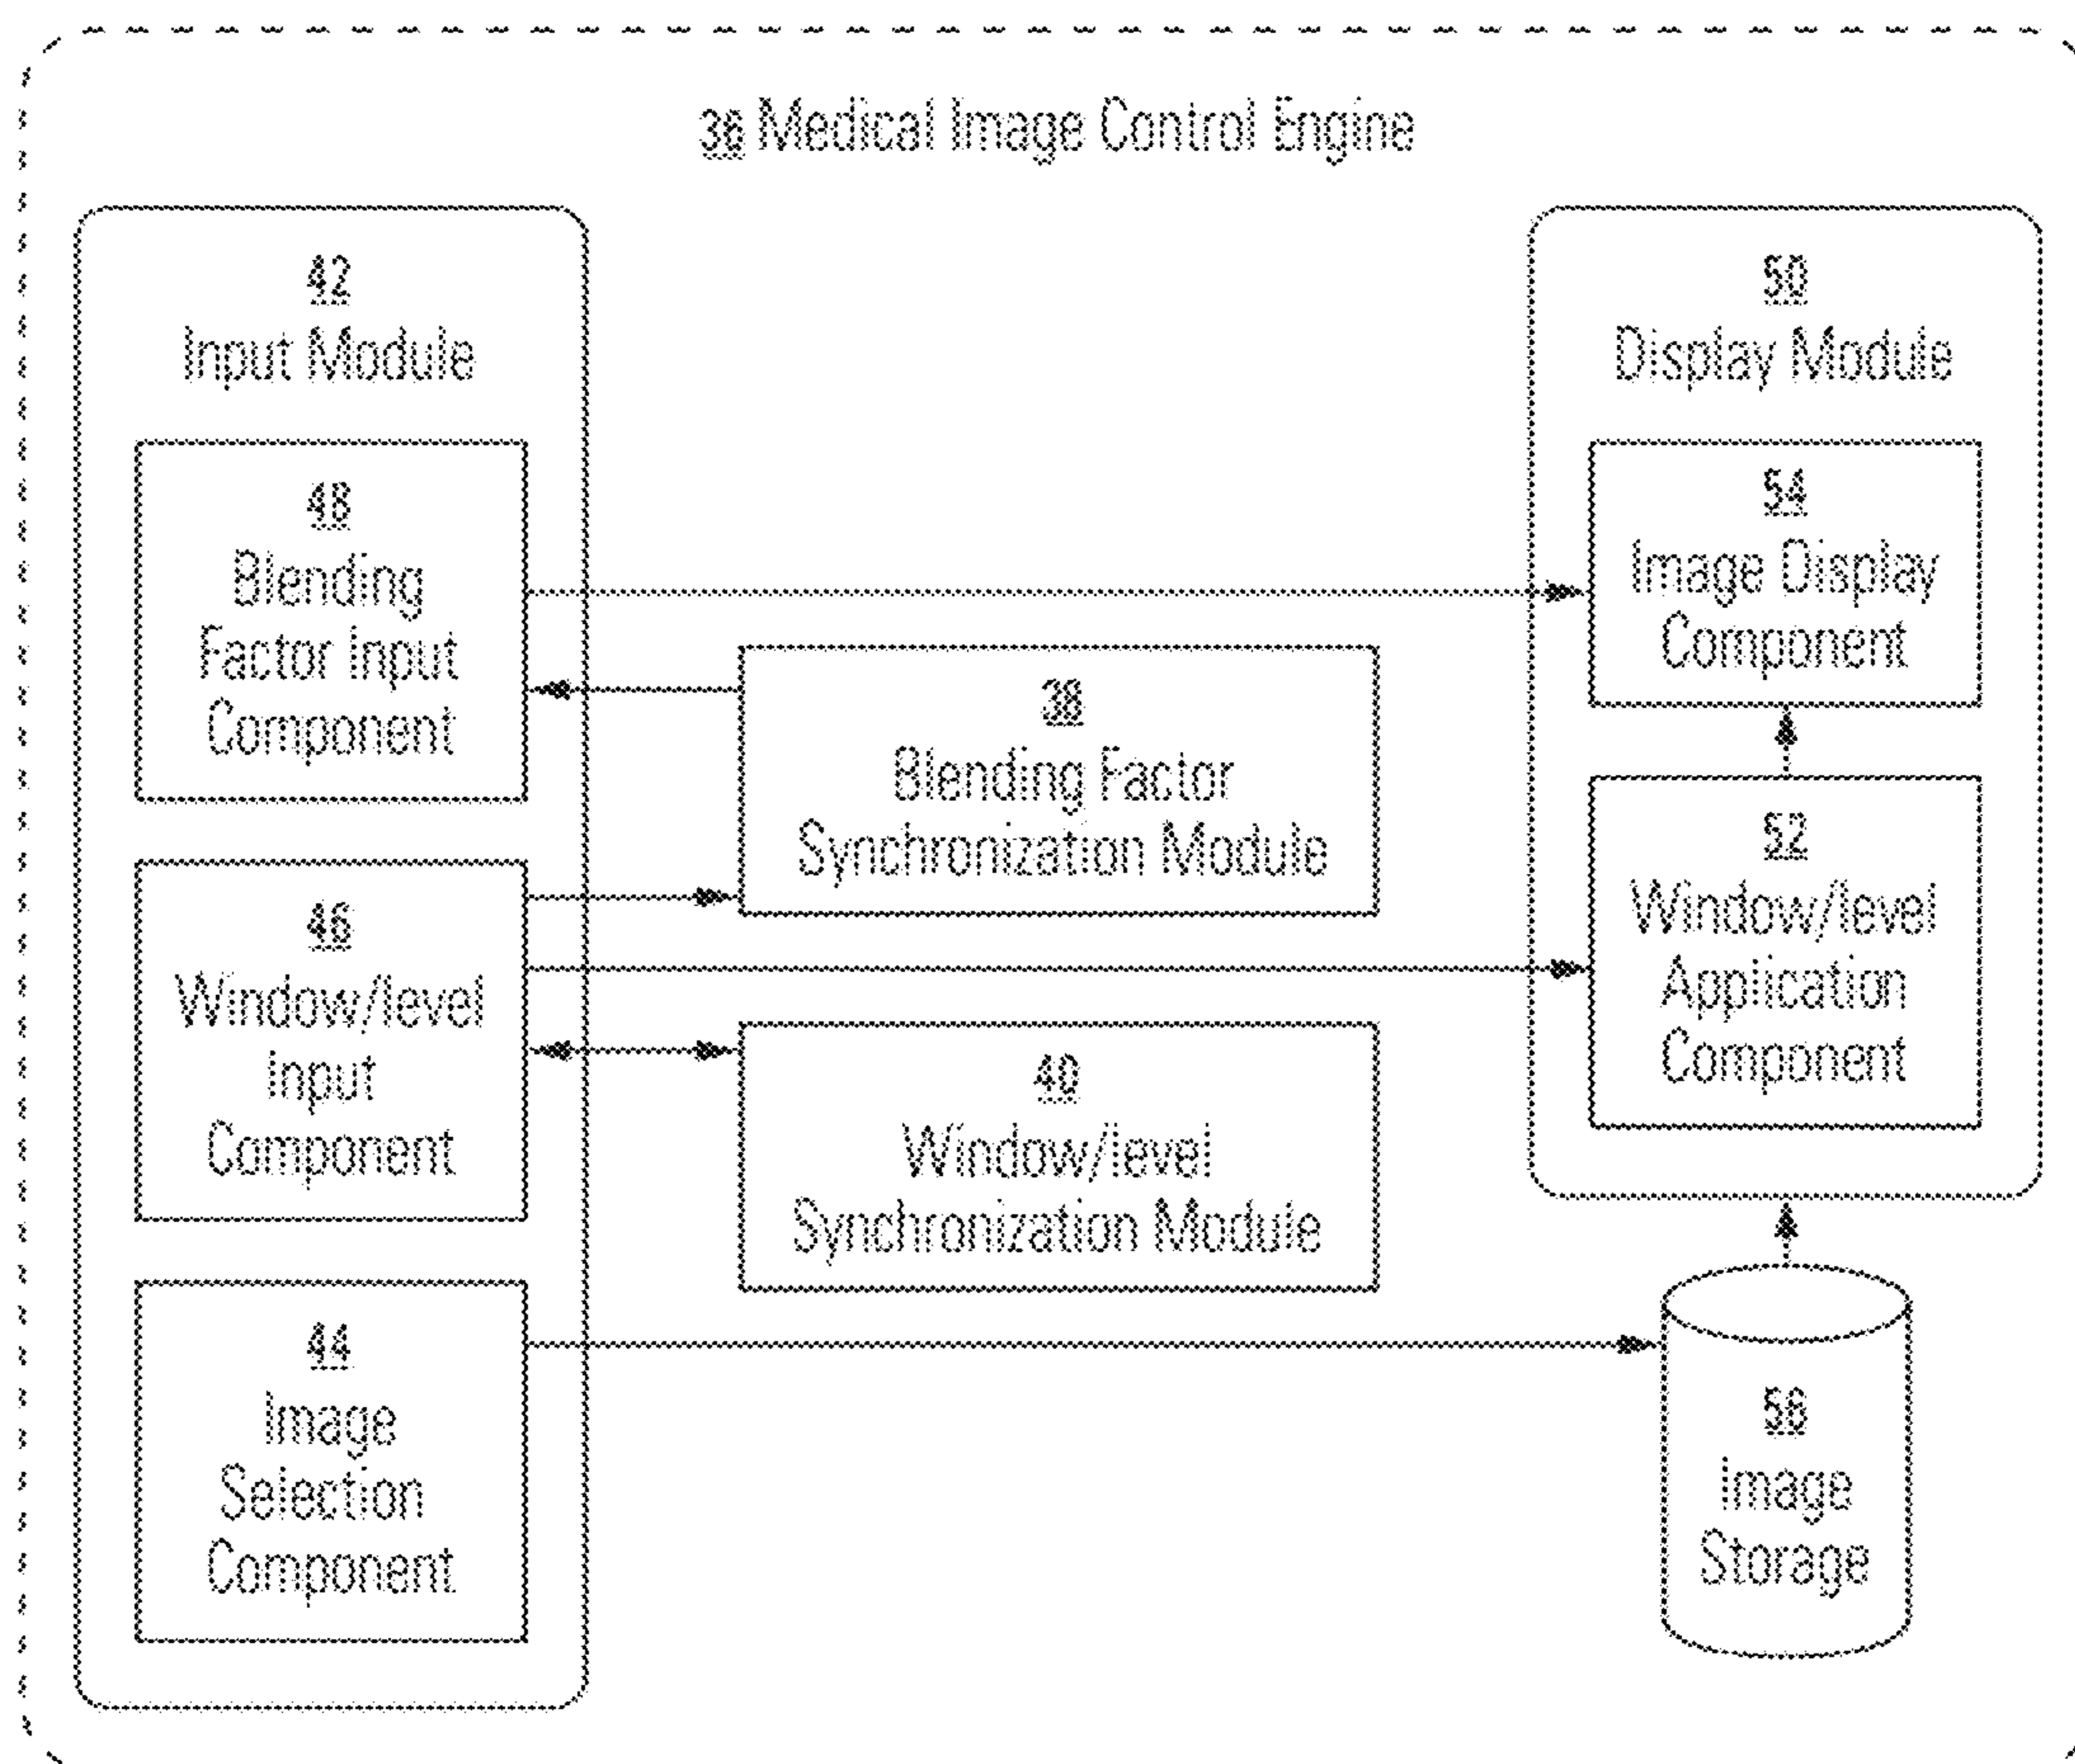 36 Medical Image Control Engine
42
Input Module
48
Blending
Factor Input
Component
46
Window/level
Input
Component
44
Image
Selection
Component
38
Blending Factor
Synchronization Module
40
Window/level
Synchronization Module
50
Display Module
54
Image Display
Component
52
Window/level
Application
Component
56
Image
Storage